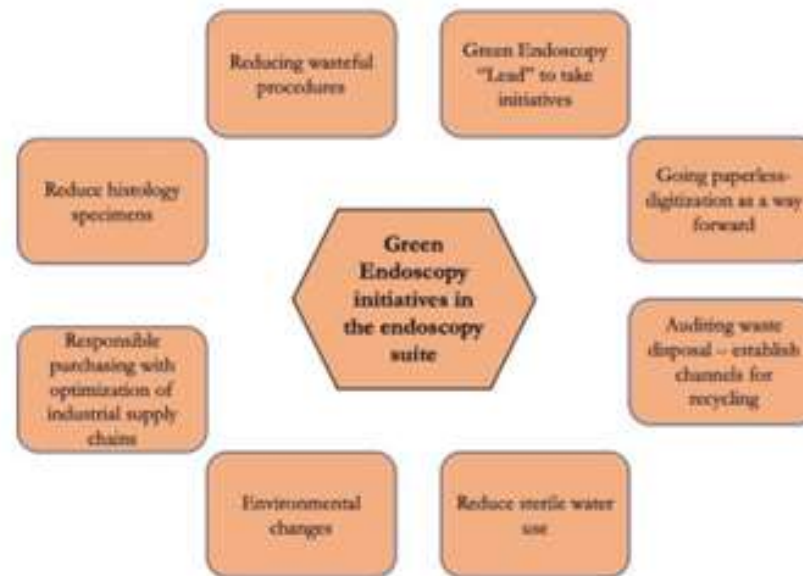 Reducing wasteful
procedures
Green Endoscopy
"Lead" to take
initiatives
Reduce histology
specimens
Going paperless-
digitization as a way
forward
Green
Endoscopy
initiatives in
the endoscopy
suite
Responsible
purchasing with
optimization of
industrial supply
chains
Auditing waste
disposal – establish
channels for
recycling
Environmental
changes
Reduce sterile water
use